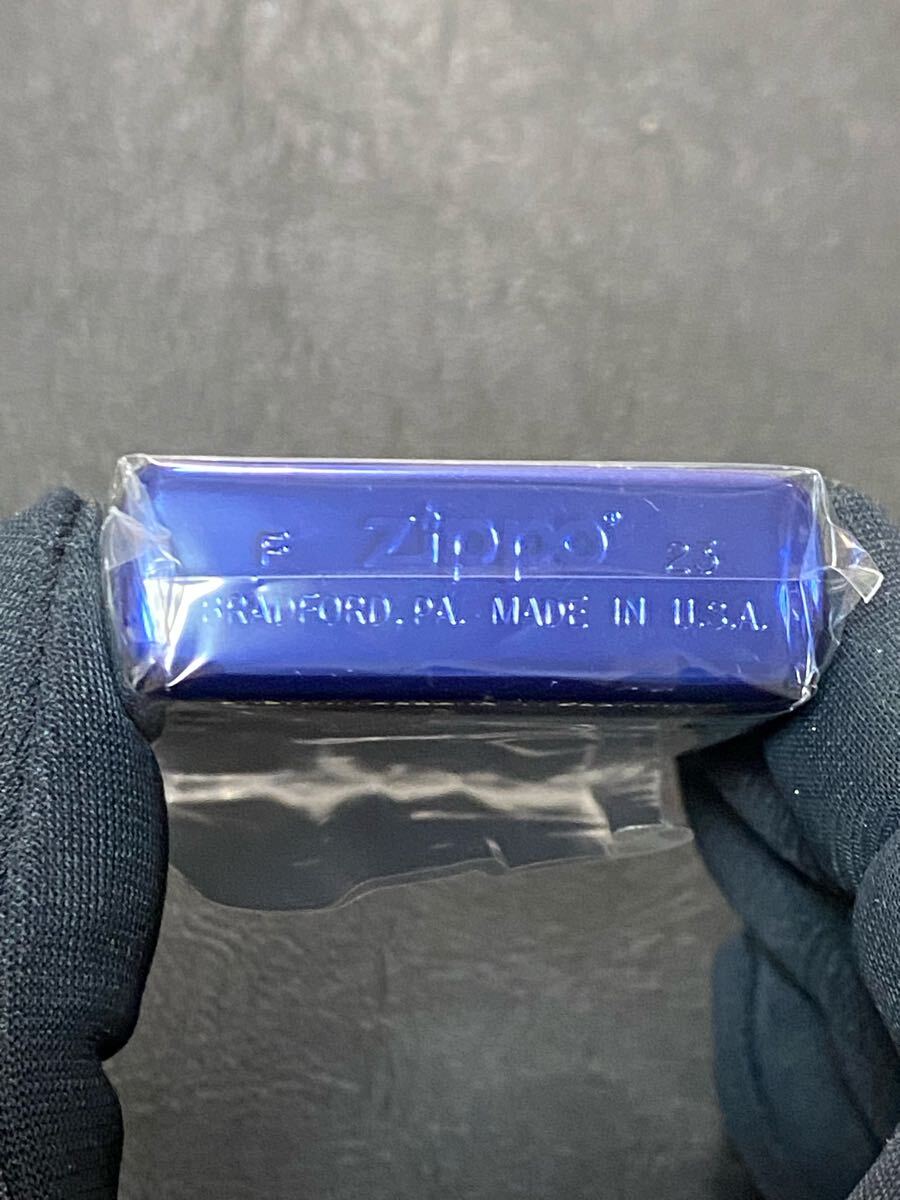 F Zippo® 23
BRADFORD, PA. MADE IN U.S.A.